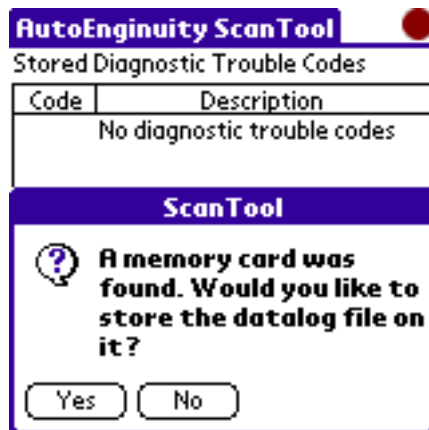 AutoEnginuity ScanTool
Stored Diagnostic Trouble Codes
Code Description
No diagnostic trouble codes
ScanTool
A memory card was
found. Would you like to
store the datalog file on
it?
Yes No